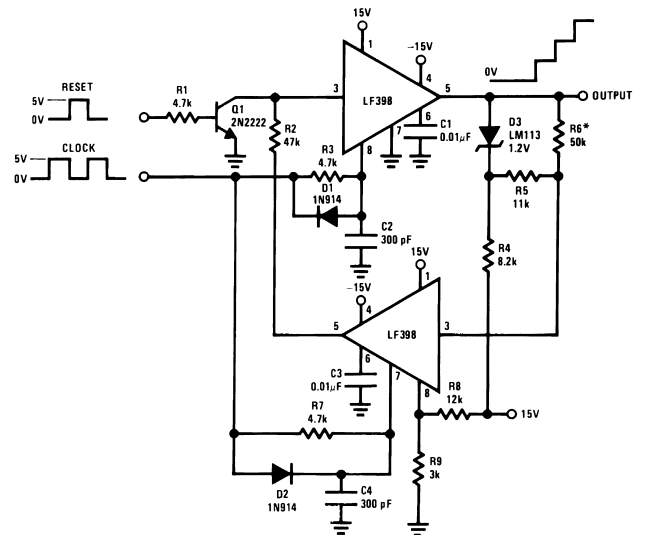 RESET
5V
0V
CLOCK
5V
0V
R1
4.7k
Q1
2N2222
R2
47k
15V
1
-15V
4
3
LF398
5
6
7
8
C1
0.01μF
R3
4.7k
D1
1N914
C2
300 pF
0V
OUTPUT
D3
LM113
1.2V
R6*
50k
R5
11k
R4
8.2k
15V
1
-15V
4
5
LF398
3
6
7
8
C3
0.01μF
R7
4.7k
R8
12k
15V
R9
3k
D2
1N914
C4
300 pF